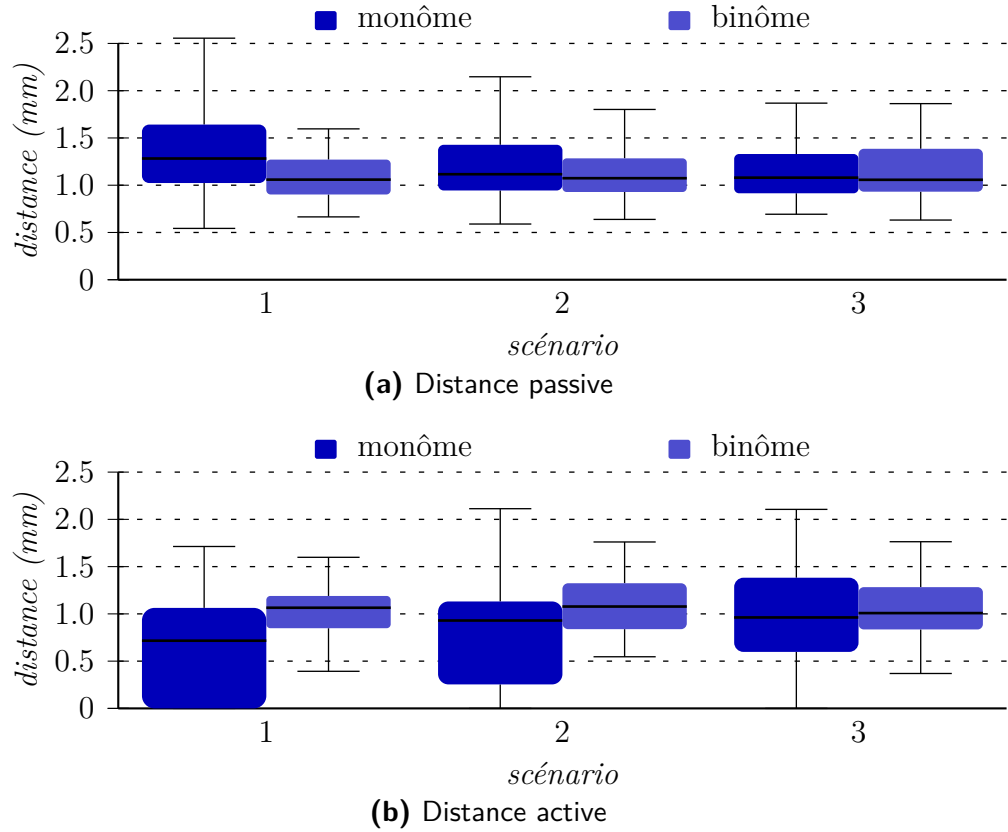 monôme binôme
2.5
2.0
1.5
1.0
0.5
0
distance (mm)
1 2 3
scénario
(a) Distance passive
monôme binôme
2.5
2.0
1.5
1.0
0.5
0
distance (mm)
1 2 3
scénario
(b) Distance active